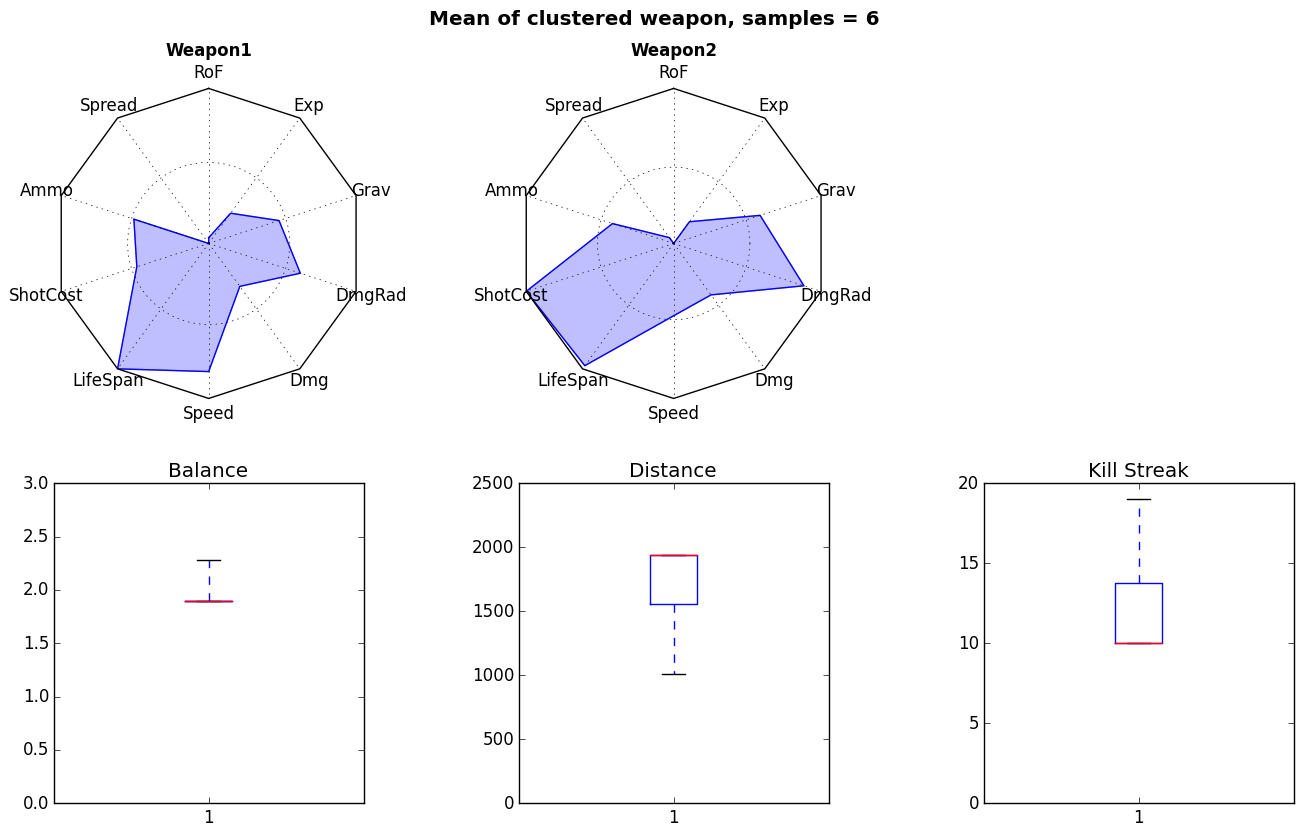 Mean of clustered weapon, samples = 6
Weapon1
RoF
Spread
Exp
Ammo
Grav
ShotCost
DmgRad
LifeSpan
Dmg
Speed
Weapon2
RoF
Spread
Exp
Ammo
Grav
ShotCost
DmgRad
LifeSpan
Dmg
Speed
Balance
3.0
2.5
2.0
1.5
1.0
0.5
0.0
1
Distance
2500
2000
1500
1000
500
0
1
Kill Streak
20
15
10
5
0
1